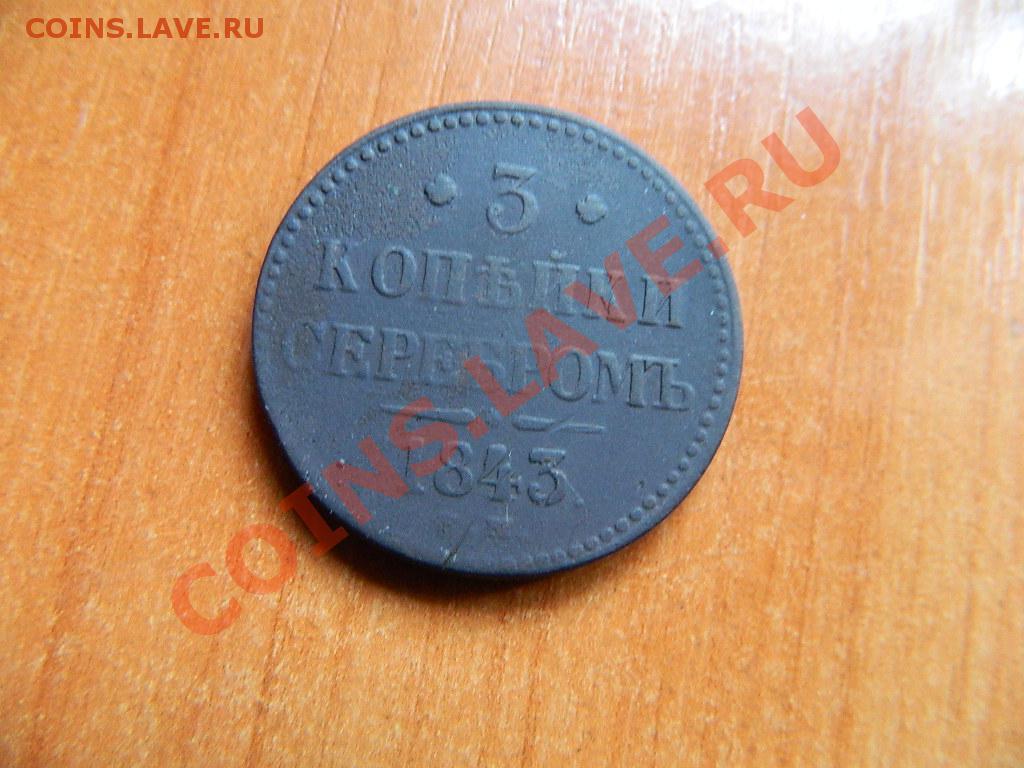 COINS.LAVE.RU
3
КОПѢЙКИ
СЕРЕБРОМЪ
1843
COINS.LAVE.RU